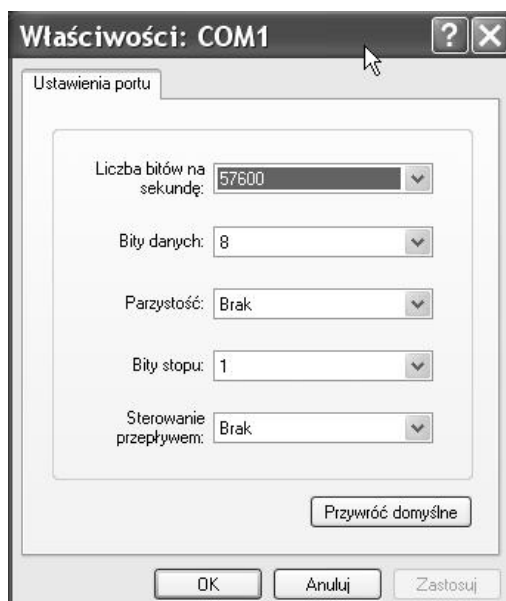 Właściwości: COM1
Ustawienia portu
Liczba bitów na
sekundę:
57600
Bity danych:
8
Parzystość:
Brak
Bity stopu:
1
Sterowanie
przepływem:
Brak
Przywróć domyślne
OK
Anuluj
Zastosuj